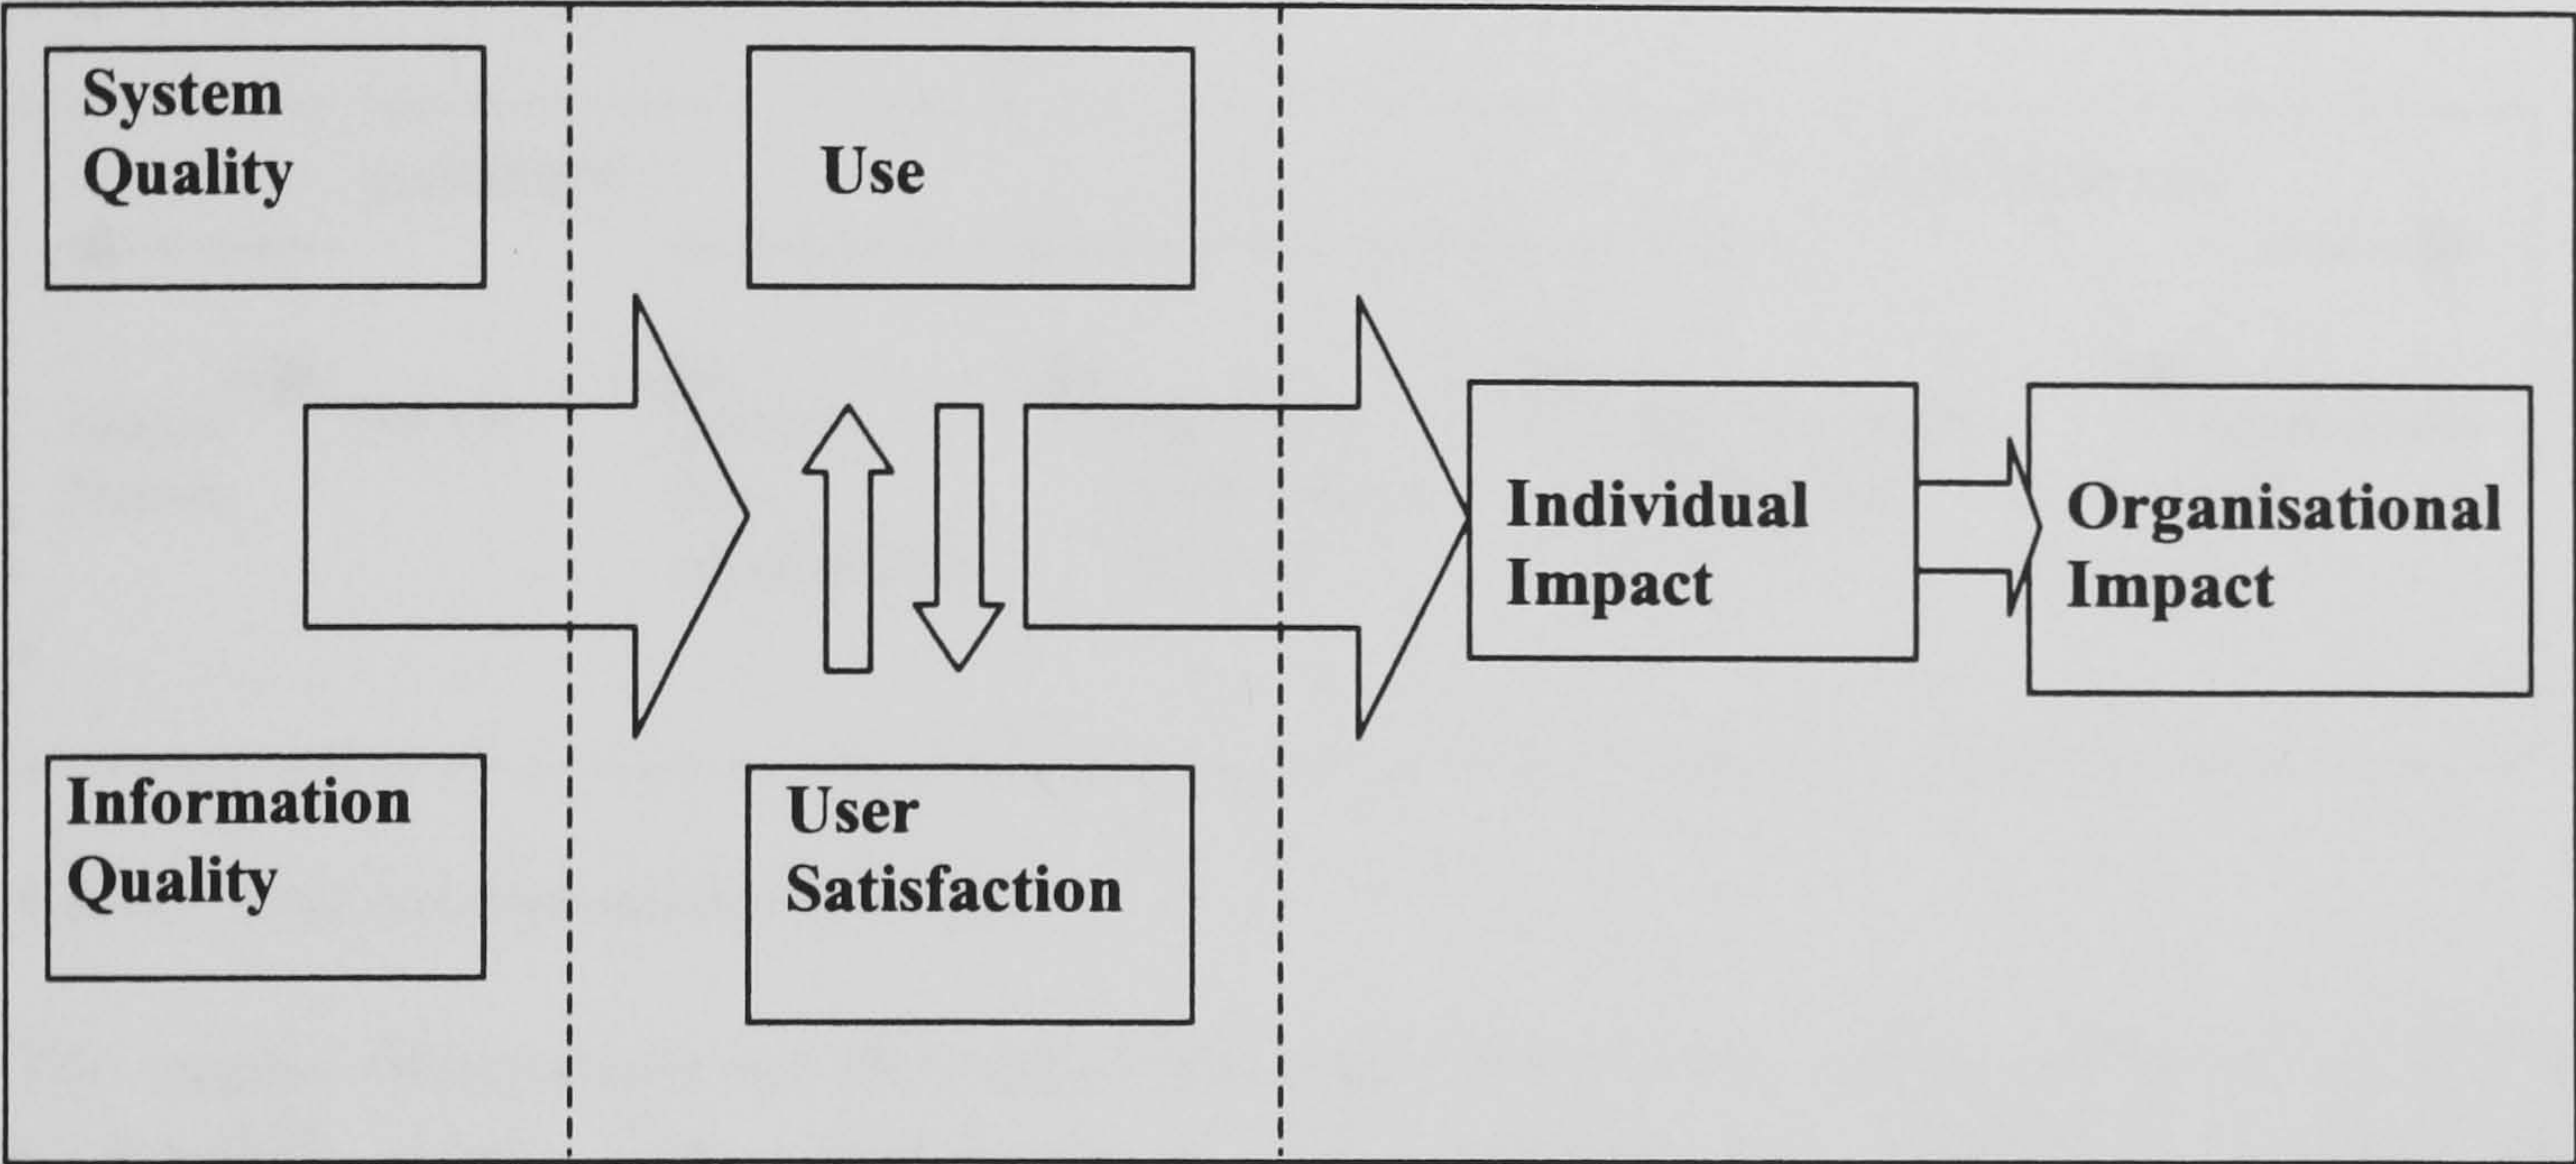 System
Quality
Use
Information
Quality
User
Satisfaction
Individual
Impact
Organisational
Impact